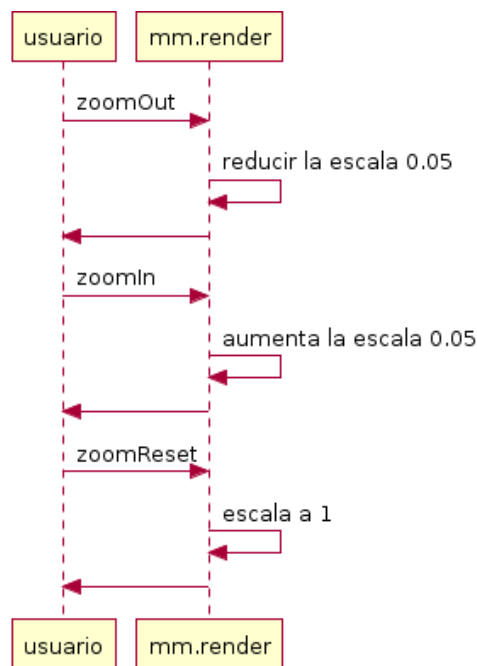 usuario
mm.render
zoomOut
reducir la escala 0.05
zoomIn
aumenta la escala 0.05
zoomReset
escala a 1
usuario
mm.render